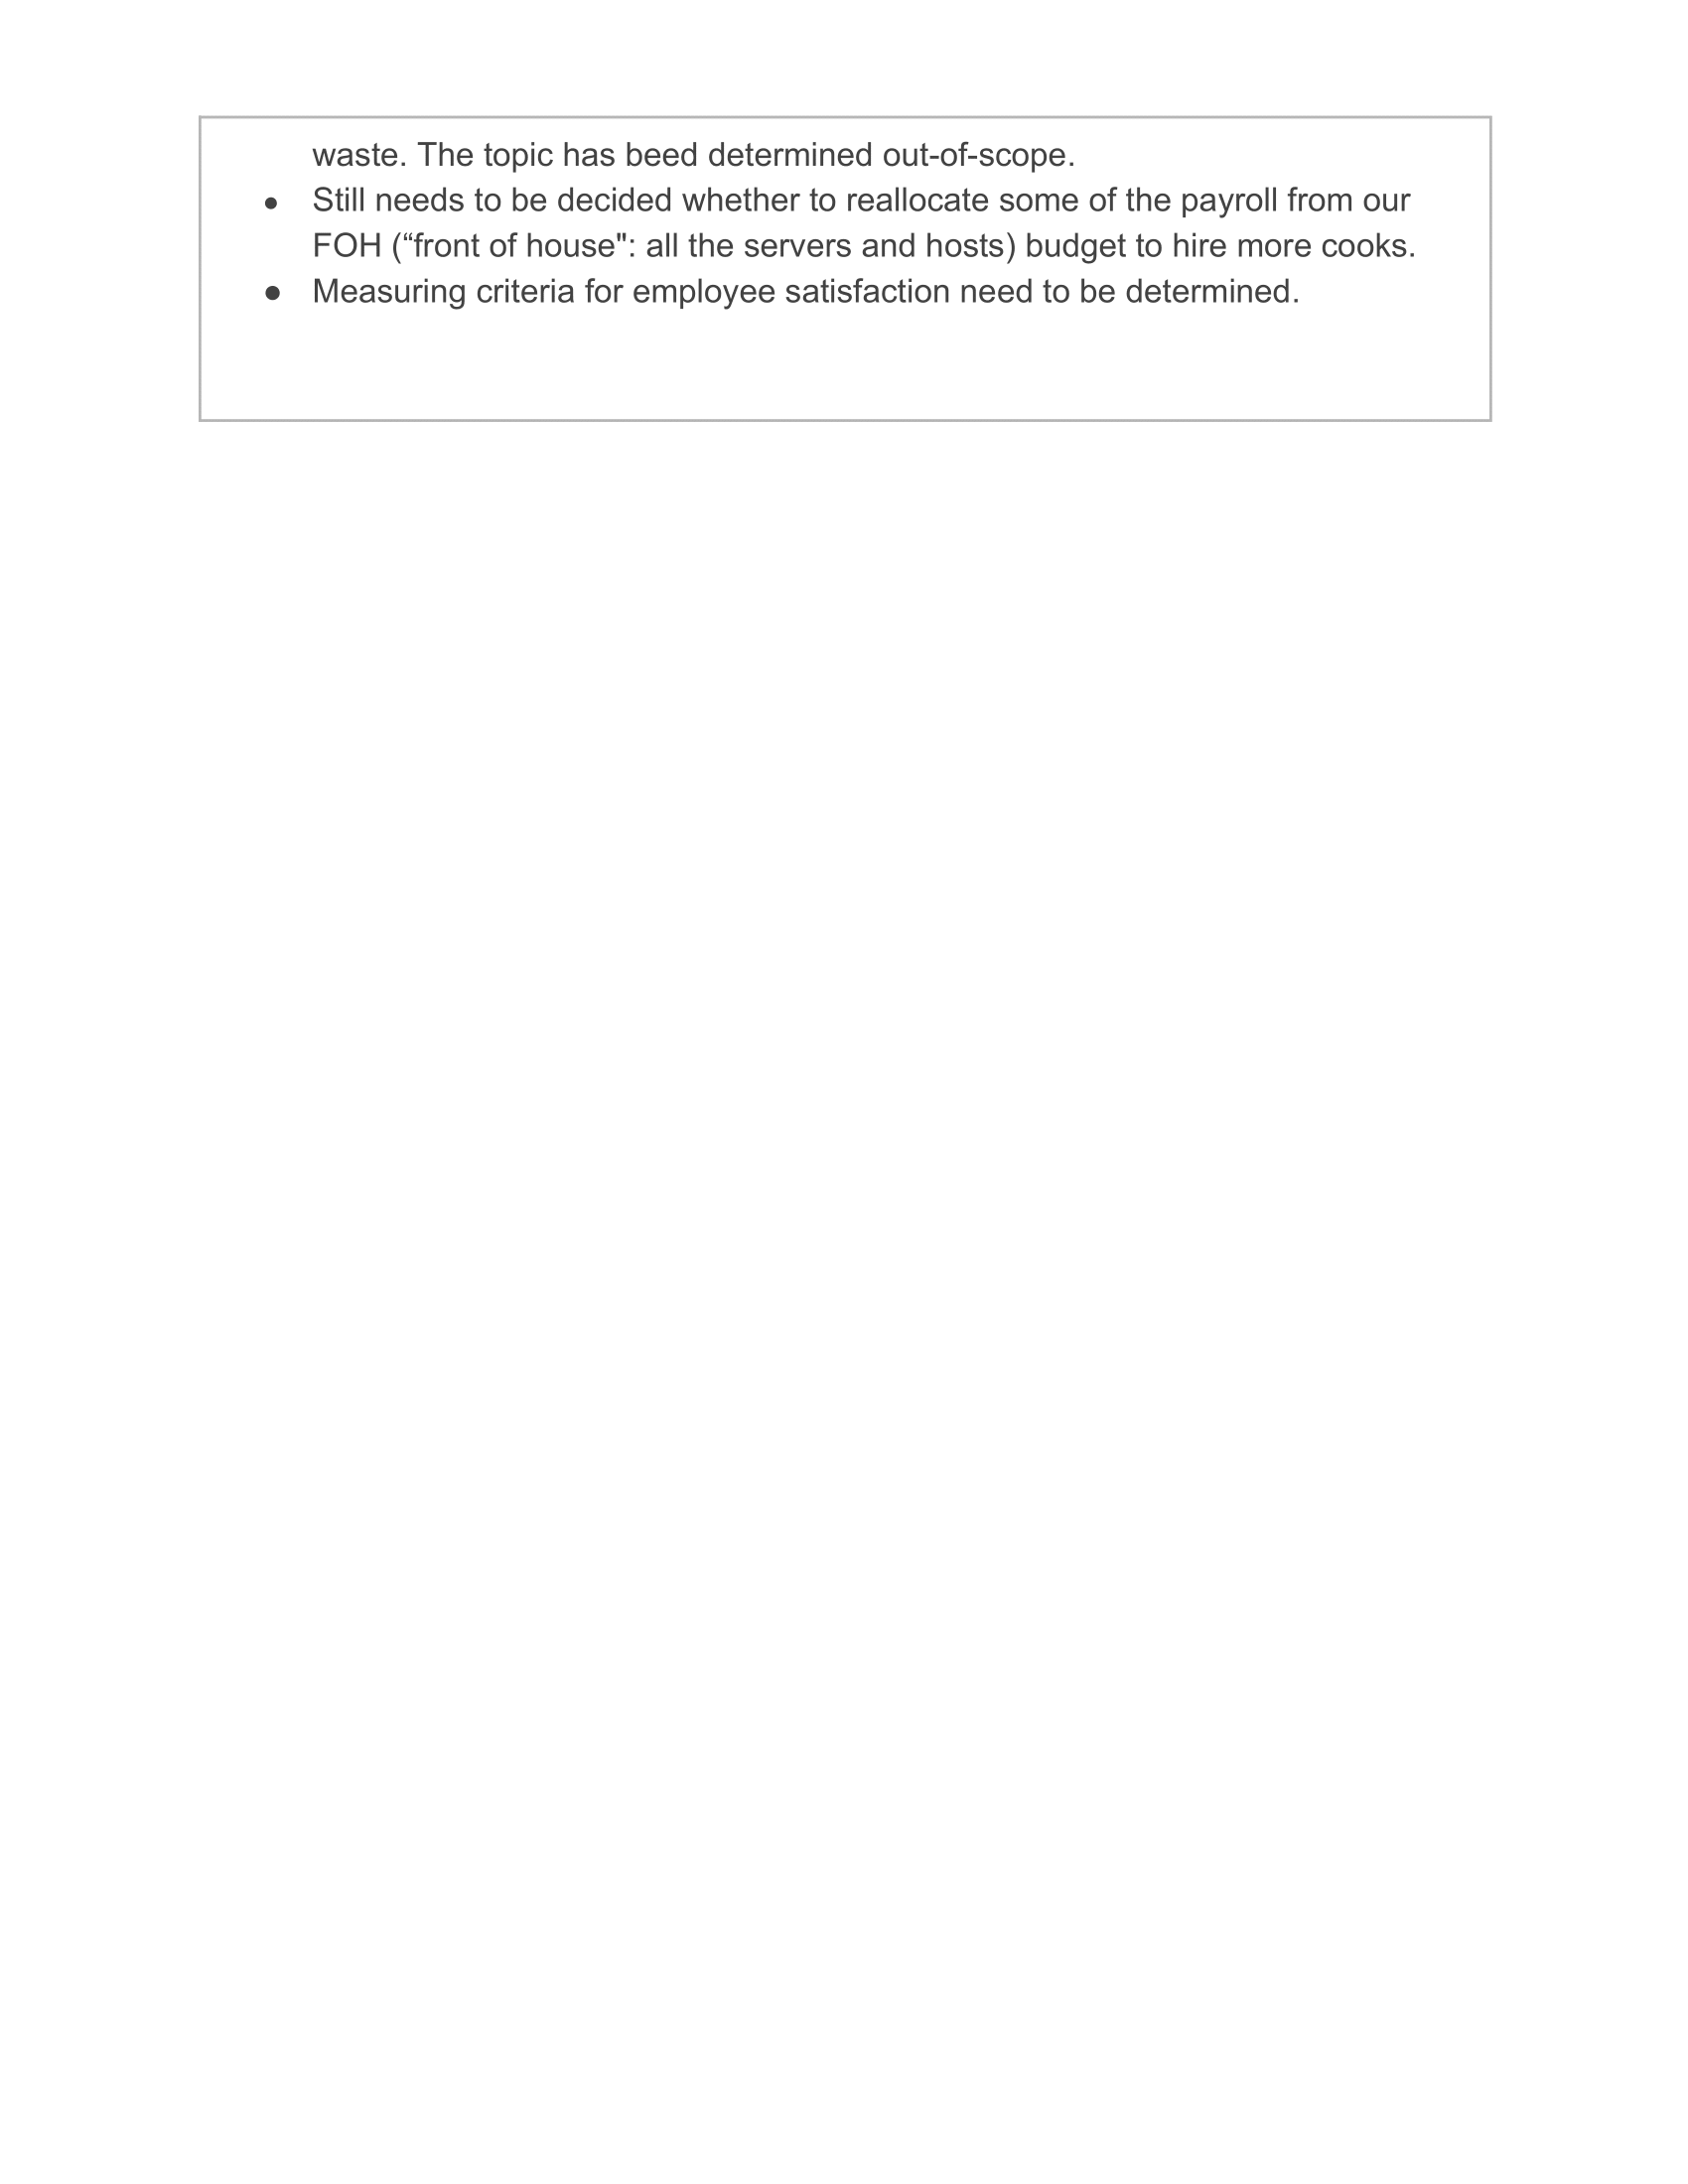 waste. The topic has beed determined out-of-scope.
● Still needs to be decided whether to reallocate some of the payroll from our
FOH (“front of house": all the servers and hosts) budget to hire more cooks.
● Measuring criteria for employee satisfaction need to be determined.